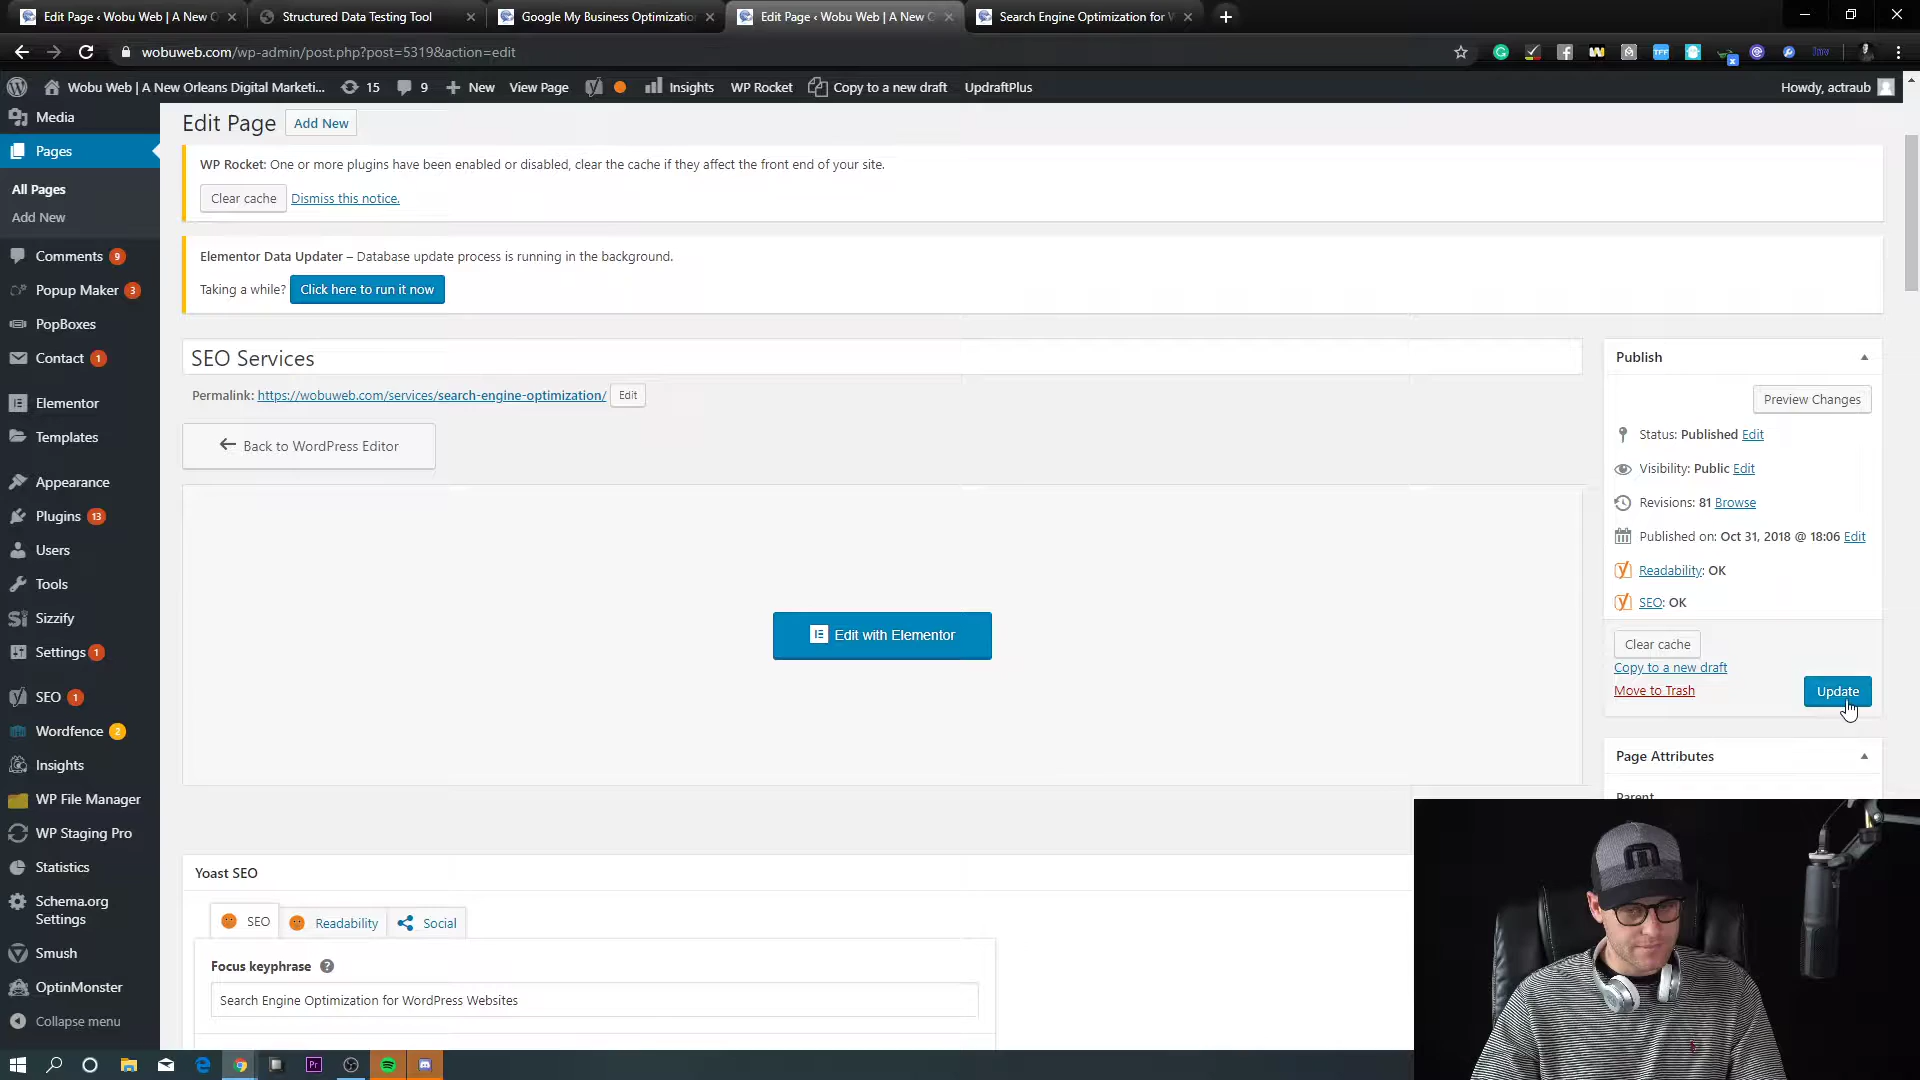 Edit Page ‹ Wobu Web | A New O
Structured Data Testing Tool
Google My Business Optimization
Edit Page ‹ Wobu Web | A New O
Search Engine Optimization for W
wobuweb.com/wp-admin/post.php?post=5319&action=edit
Wobu Web | A New Orleans Digital Marketi... 15 9 New View Page Insights WP Rocket Copy to a new draft UpdraftPlus Howdy, actraub
Media
Pages
All Pages
Add New
Comments 9
Popup Maker 3
PopBoxes
Contact 1
Elementor
Templates
Appearance
Plugins 13
Users
Tools
Sizzify
Settings 1
SEO 1
Wordfence 2
Insights
WP File Manager
WP Staging Pro
Statistics
Schema.org
Settings
Smush
OptinMonster
Collapse menu
Edit Page Add New
WP Rocket: One or more plugins have been enabled or disabled, clear the cache if they affect the front end of your site.
Clear cache Dismiss this notice.
Elementor Data Updater – Database update process is running in the background.
Taking a while? Click here to run it now
SEO Services
Permalink: https://wobuweb.com/services/search-engine-optimization/ Edit
Back to WordPress Editor
Edit with Elementor
Yoast SEO
SEO Readability Social
Focus keyphrase ?
Search Engine Optimization for WordPress Websites
Publish
Preview Changes
Status: Published Edit
Visibility: Public Edit
Revisions: 81 Browse
Published on: Oct 31, 2018 @ 18:06 Edit
Readability: OK
SEO: OK
Clear cache
Copy to a new draft
Move to Trash Update
Page Attributes
Parent
Pr